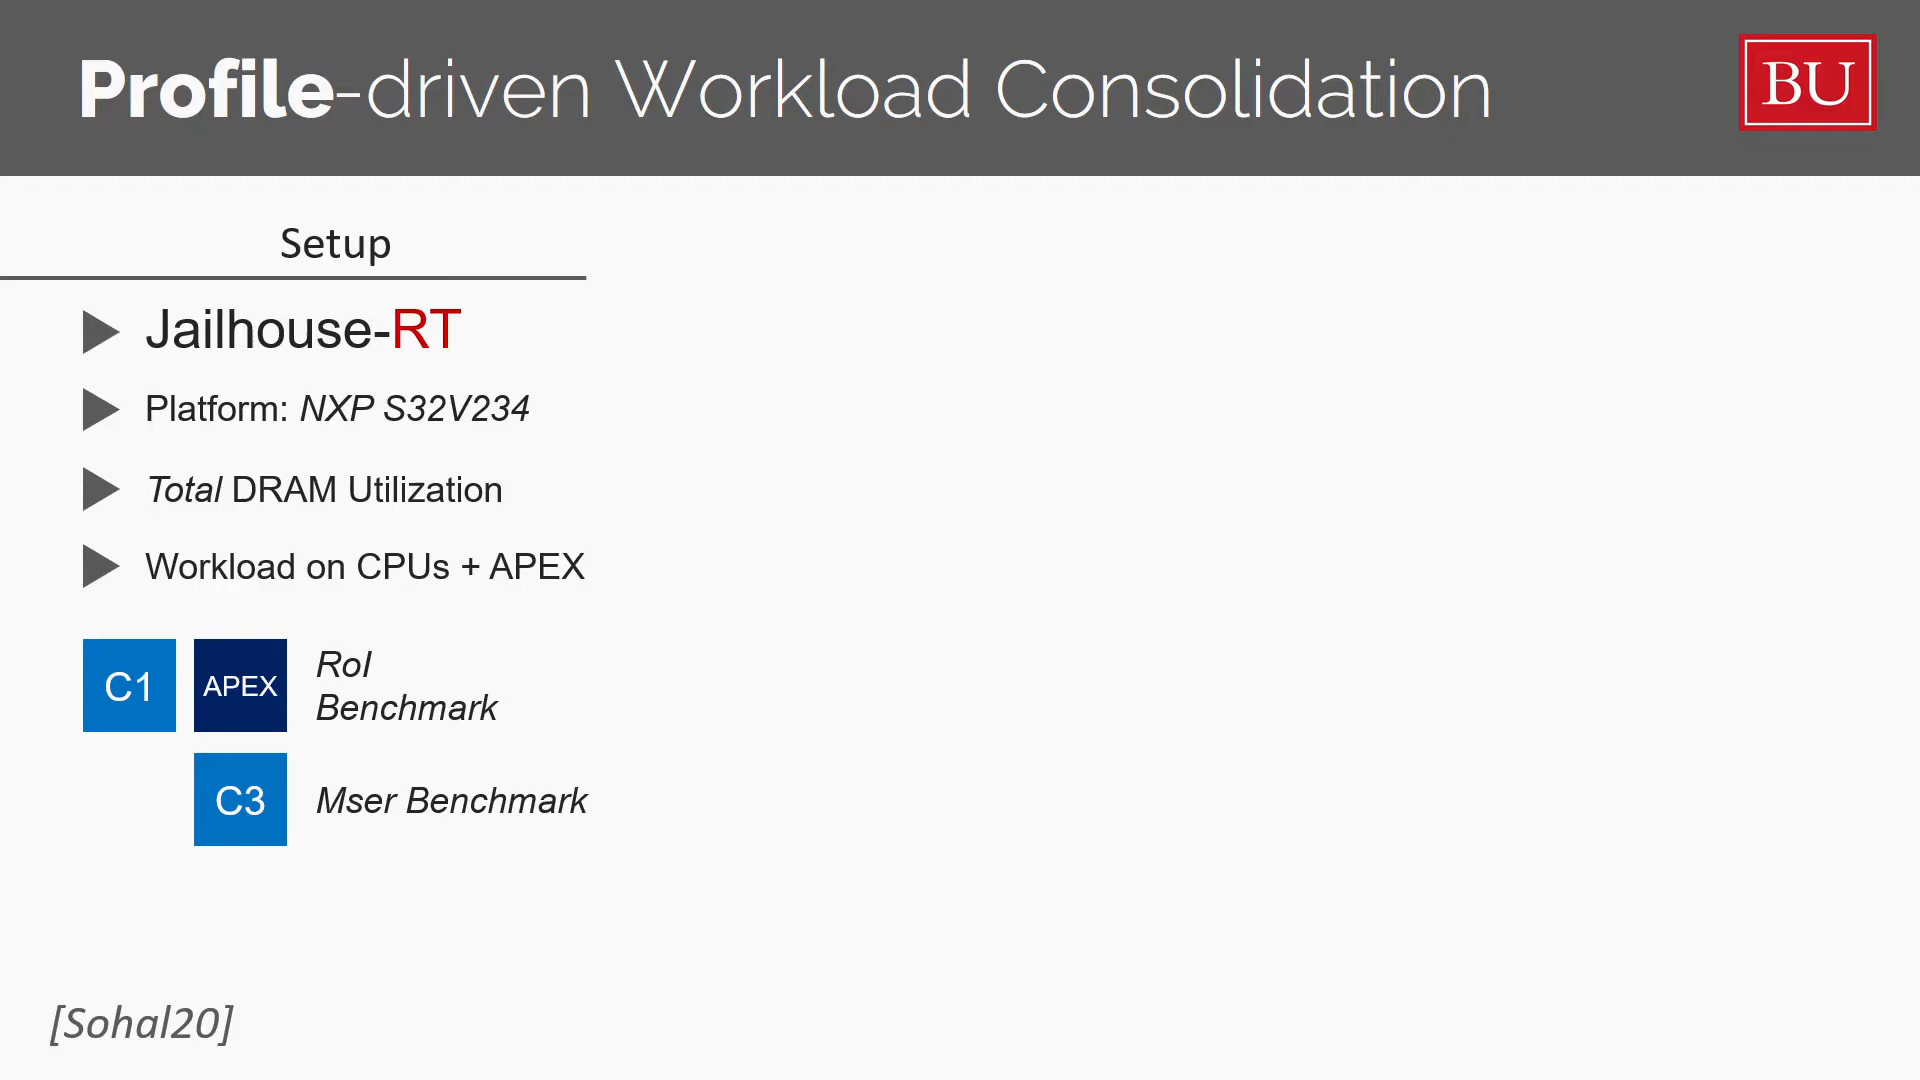 Profile-driven Workload Consolidation
BU
Setup
Jailhouse-RT
Platform: NXP S32V234
Total DRAM Utilization
Workload on CPUs + APEX
C1
APEX
RoI
Benchmark
C3
Mser Benchmark
[Sohal20]